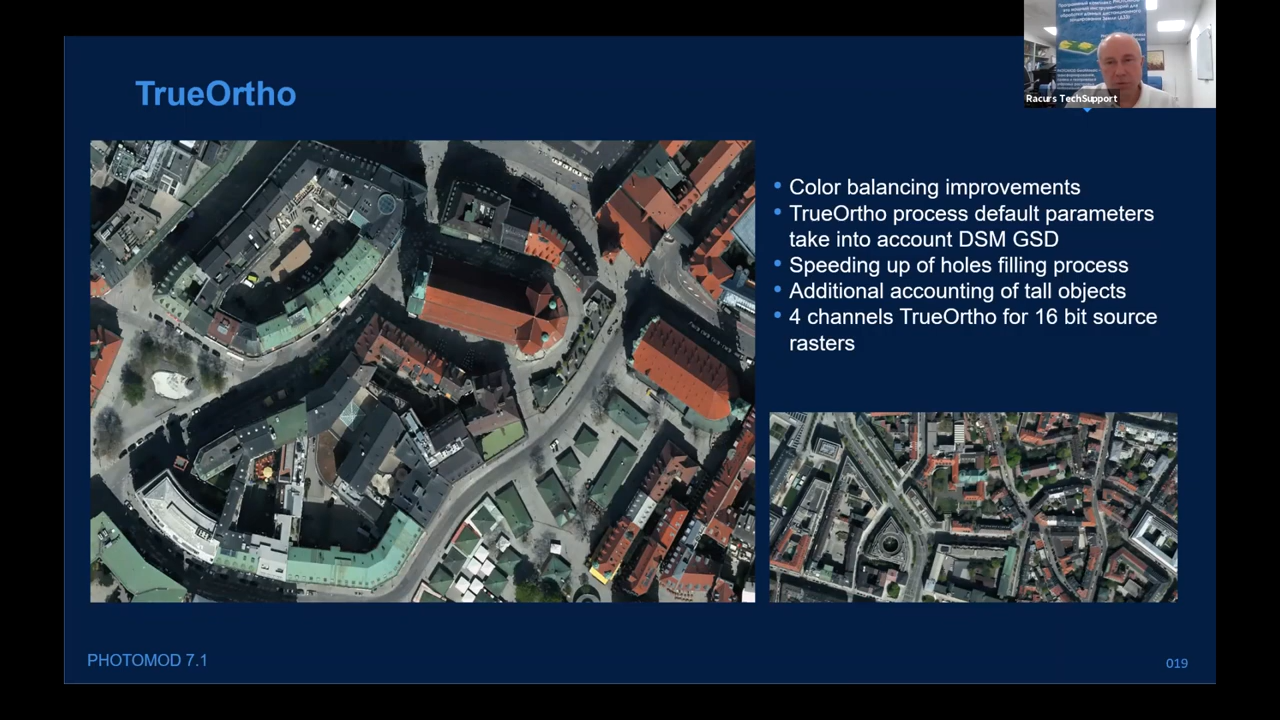 TrueOrtho
Racurs TechSupport
Color balancing improvements
TrueOrtho process default parameters
take into account DSM GSD
Speeding up of holes filling process
Additional accounting of tall objects
4 channels TrueOrtho for 16 bit source
rasters
PHOTOMOD 7.1
019